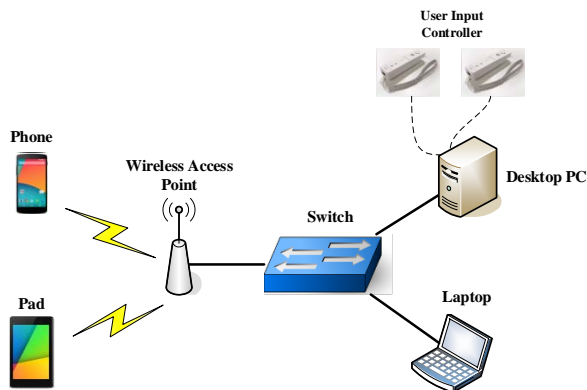 User Input
Controller
Phone
Wireless Access
Point
Desktop PC
Switch
Laptop
Pad